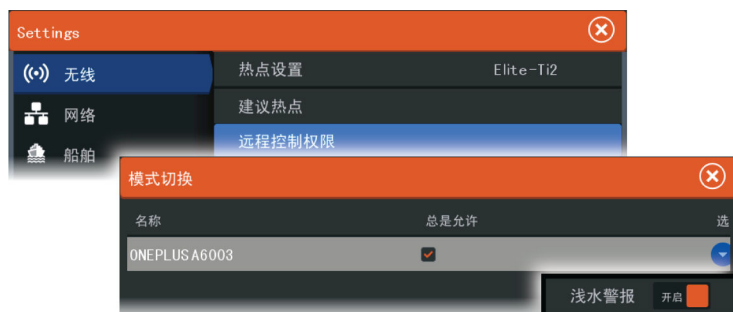 Settings
无线
热点设置 Elite-Ti2
网络
建议热点
船舶
远程控制权限
模式切换
名称 总是允许 选
ONEPLUS A6003
浅水警报 开启